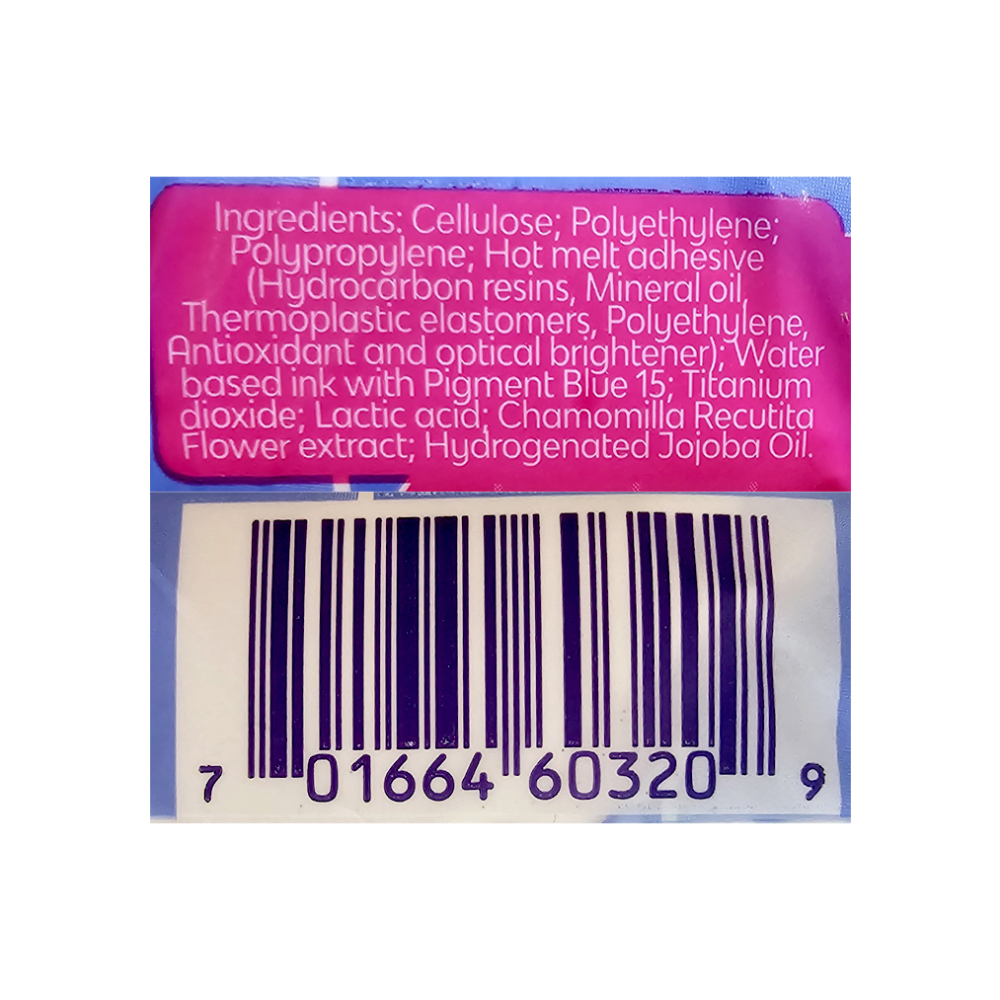 Ingredients: Cellulose; Polyethylene;
Polypropylene; Hot melt adhesive
(Hydrocarbon resins, Mineral oil,
Thermoplastic elastomers, Polyethylene,
Antioxidant and optical brightener); Water
based ink with Pigment Blue 15; Titanium
dioxide; Lactic acid; Chamomilla Recutita
Flower extract; Hydrogenated Jojoba Oil.
7 01664 60320 9